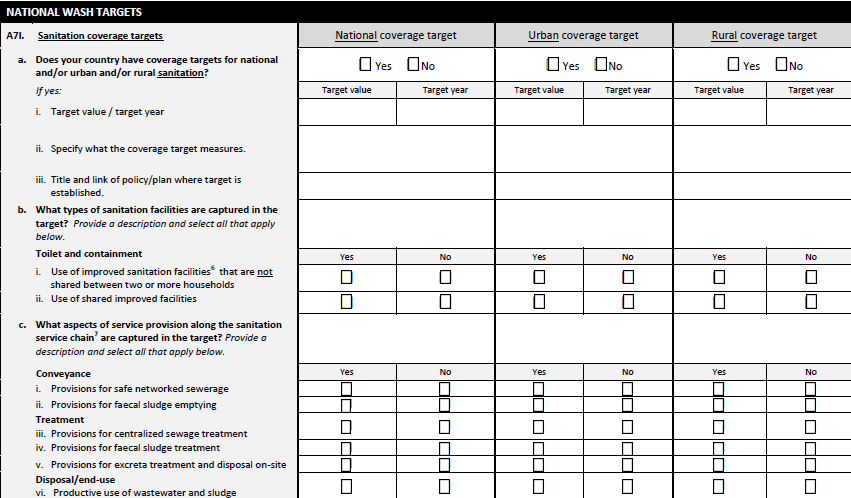 NATIONAL WASH TARGETS
A7I. Sanitation coverage targets National coverage target Urban coverage target Rural coverage target
a. Does your country have coverage targets for national
and/or urban and/or rural sanitation?
Yes No Yes No Yes No
If yes: Target value Target year Target value Target year Target value Target year
i. Target value / target year
ii. Specify what the coverage target measures.
iii. Title and link of policy/plan where target is
established.
b. What types of sanitation facilities are captured in the
target? Provide a description and select all that apply
below.
Toilet and containment Yes No Yes No Yes No
i. Use of improved sanitation facilities⁶ that are not
shared between two or more households
ii. Use of shared improved facilities
c. What aspects of service provision along the sanitation
service chain⁷ are captured in the target? Provide a
description and select all that apply below.
Conveyance Yes No Yes No Yes No
i. Provisions for safe networked sewerage
ii. Provisions for faecal sludge emptying
Treatment
iii. Provisions for centralized sewage treatment
iv. Provisions for faecal sludge treatment
v. Provisions for excreta treatment and disposal on-site
Disposal/end-use
vi. Productive use of wastewater and sludge